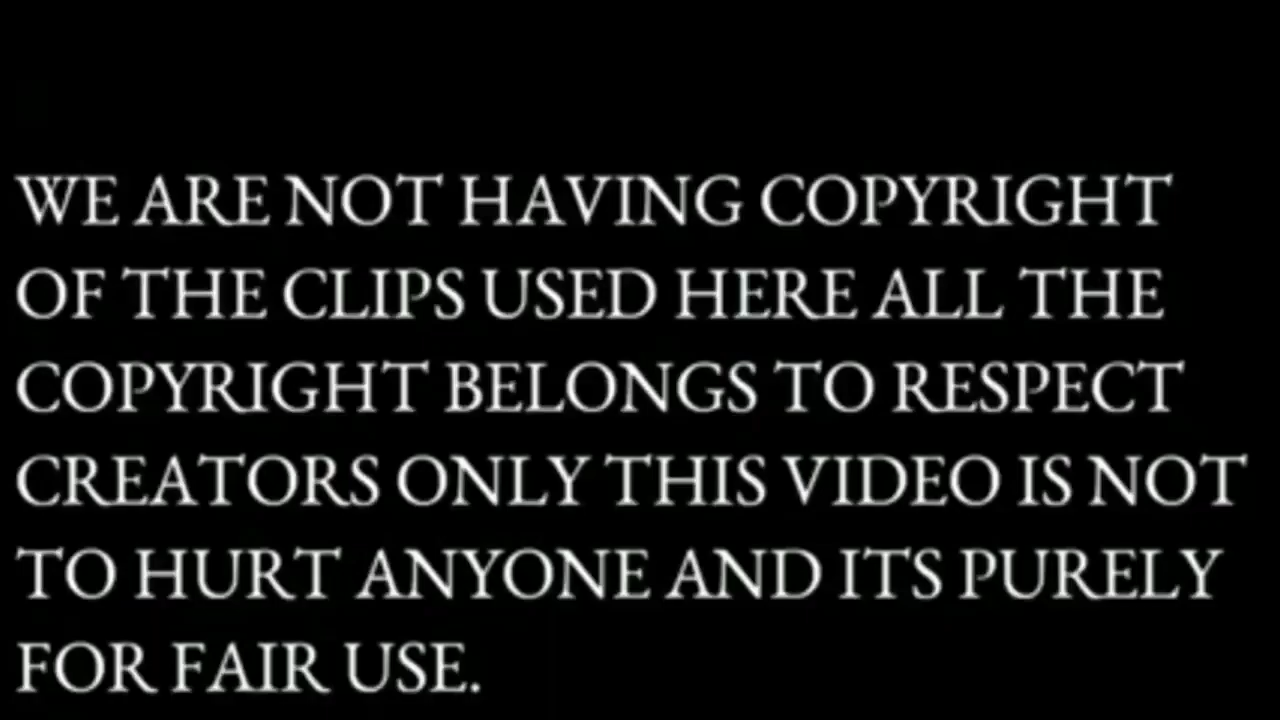 WE ARE NOT HAVING COPYRIGHT
OF THE CLIPS USED HERE ALL THE
COPYRIGHT BELONGS TO RESPECT
CREATORS ONLY THIS VIDEO IS NOT
TO HURT ANYONE AND ITS PURELY
FOR FAIR USE.